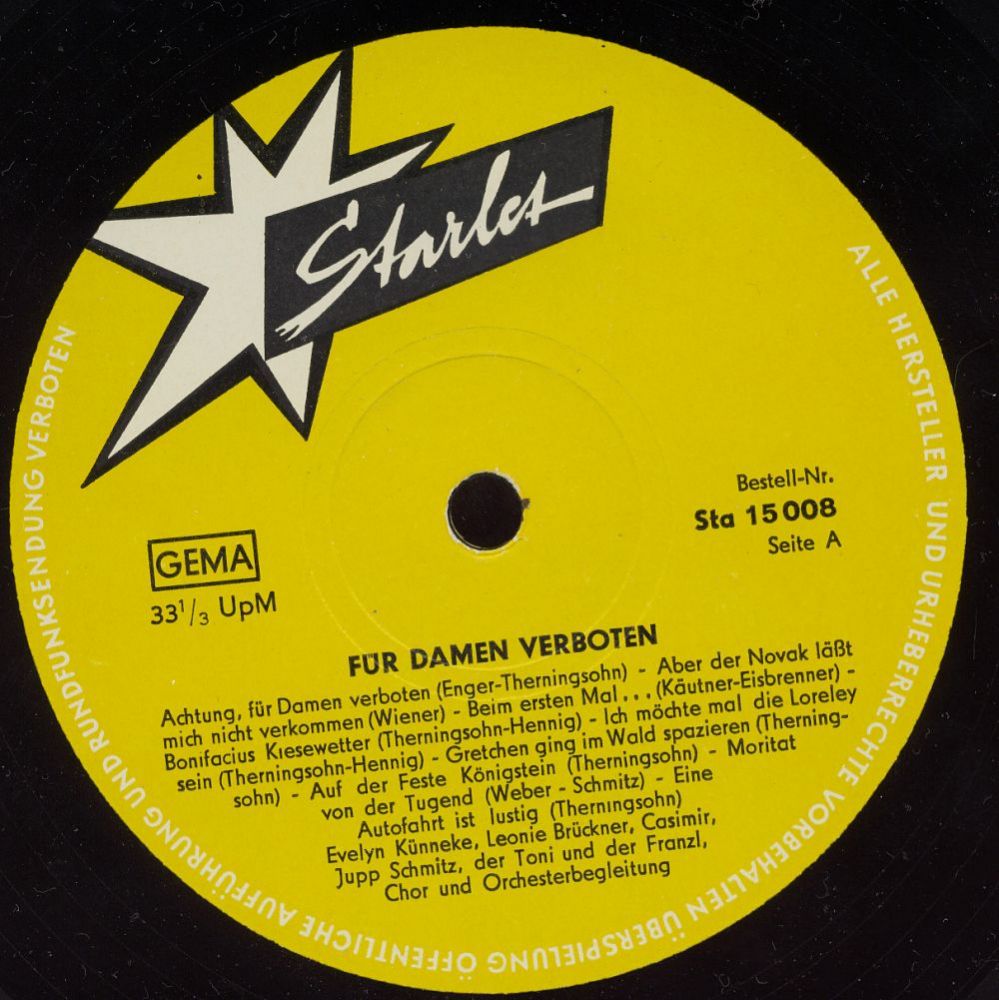 Starlet
ALLE HERSTELLER UND URHEBERRECHTE VORBEHALTEN ÜBERSPIELUNG ÖFFENTLICHE AUFFÜHRUNG UND RUNDFUNKSENDUNG VERBOTEN
Bestell-Nr.
Sta 15 008
Seite A
GEMA
33 1/3 UpM
FÜR DAMEN VERBOTEN
Achtung, für Damen verboten (Enger-Therningsohn) - Aber der Novak läßt
mich nicht verkommen (Wiener) - Beim ersten Mal... (Käutner-Eisbrenner) -
Bonifacius Kiesewetter (Therningsohn-Hennig) - Ich möchte mal die Loreley
sein (Therningsohn-Hennig) - Gretchen ging im Wald spazieren (Therning-
sohn) - Auf der Feste Königstein (Therningsohn) - Moritat
von der Tugend (Weber - Schmitz) - Eine
Autofahrt ist lustig (Therningsohn)
Evelyn Künneke, Leonie Brückner, Casimir,
Jupp Schmitz, der Toni und der Franzl,
Chor und Orchesterbegleitung